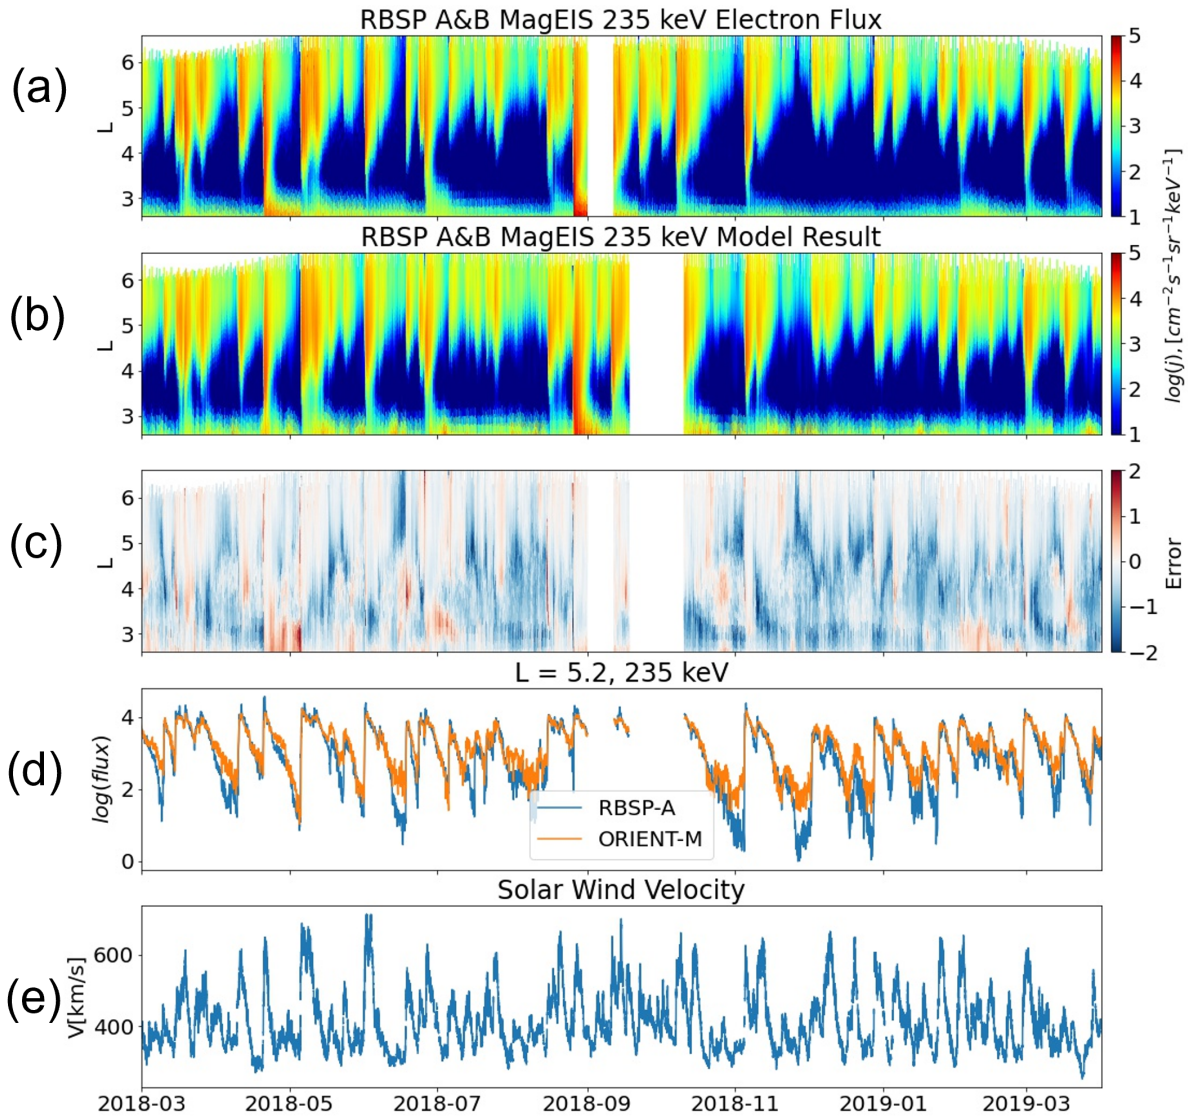 RBSP A&B MagEIS 235 keV Electron Flux
(a)
L
6
5
4
3
5
4
3
2
1
RBSP A&B MagEIS 235 keV Model Result
(b)
L
6
5
4
3
5
4
3
2
1
log(j), [cm⁻²s⁻¹sr⁻¹keV⁻¹]
(c)
L
6
5
4
3
2
1
0
−1
−2
Error
L = 5.2, 235 keV
(d)
log(flux)
4
2
0
RBSP-A
ORIENT-M
Solar Wind Velocity
(e)
V[km/s]
600
400
2018-03
2018-05
2018-07
2018-09
2018-11
2019-01
2019-03